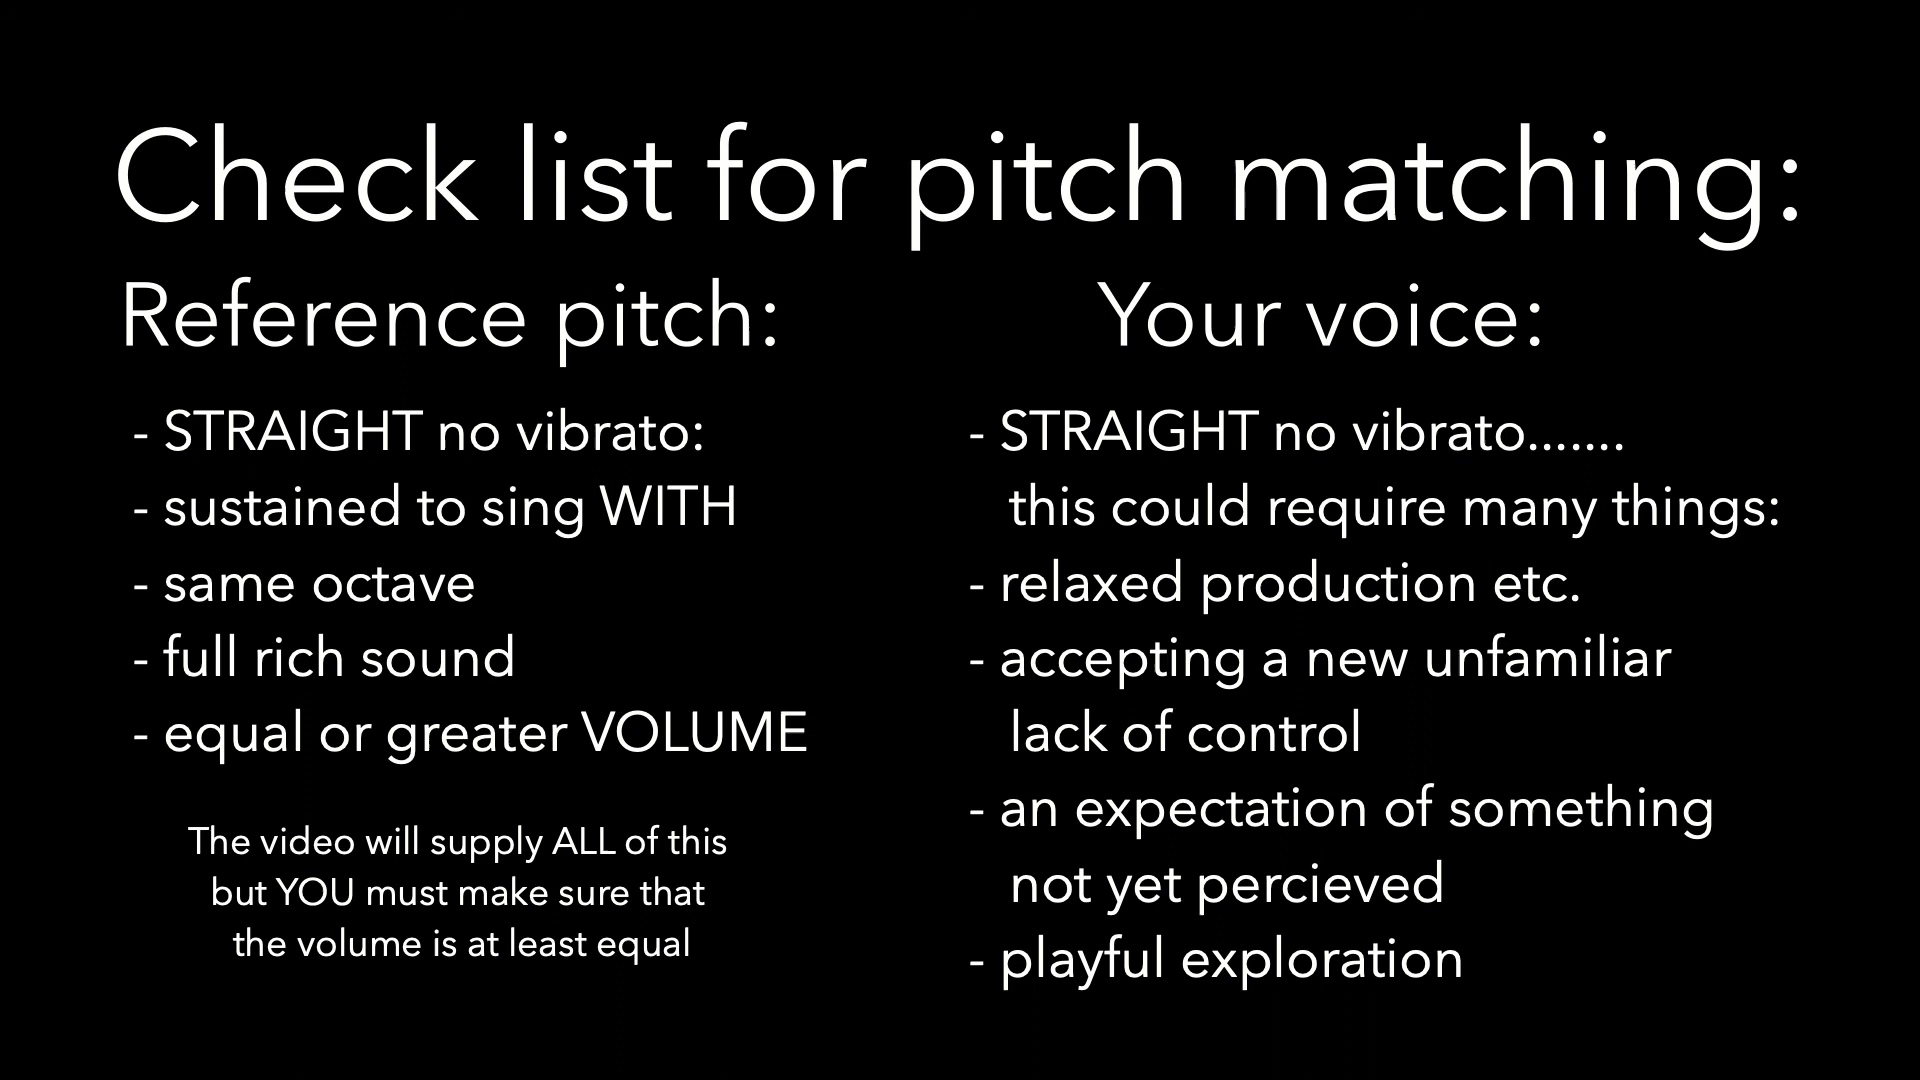 Check list for pitch matching:
Reference pitch:
- STRAIGHT no vibrato:
- sustained to sing WITH
- same octave
- full rich sound
- equal or greater VOLUME
The video will supply ALL of this
but YOU must make sure that
the volume is at least equal
Your voice:
- STRAIGHT no vibrato.......
this could require many things:
- relaxed production etc.
- accepting a new unfamiliar
lack of control
- an expectation of something
not yet percieved
- playful exploration